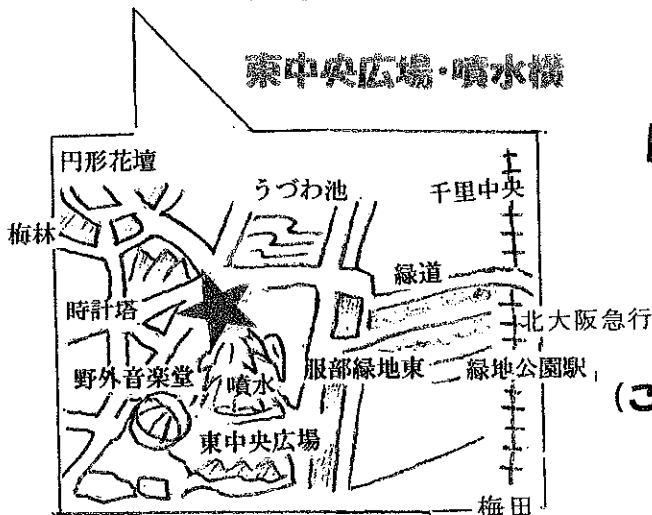 東中央広場・噴水横
円形花壇
うづわ池
千里中央
梅林
緑道
時計塔
北大阪急行
野外音楽堂
噴水
服部緑地東
緑地公園駅
(こ
東中央広場
梅田